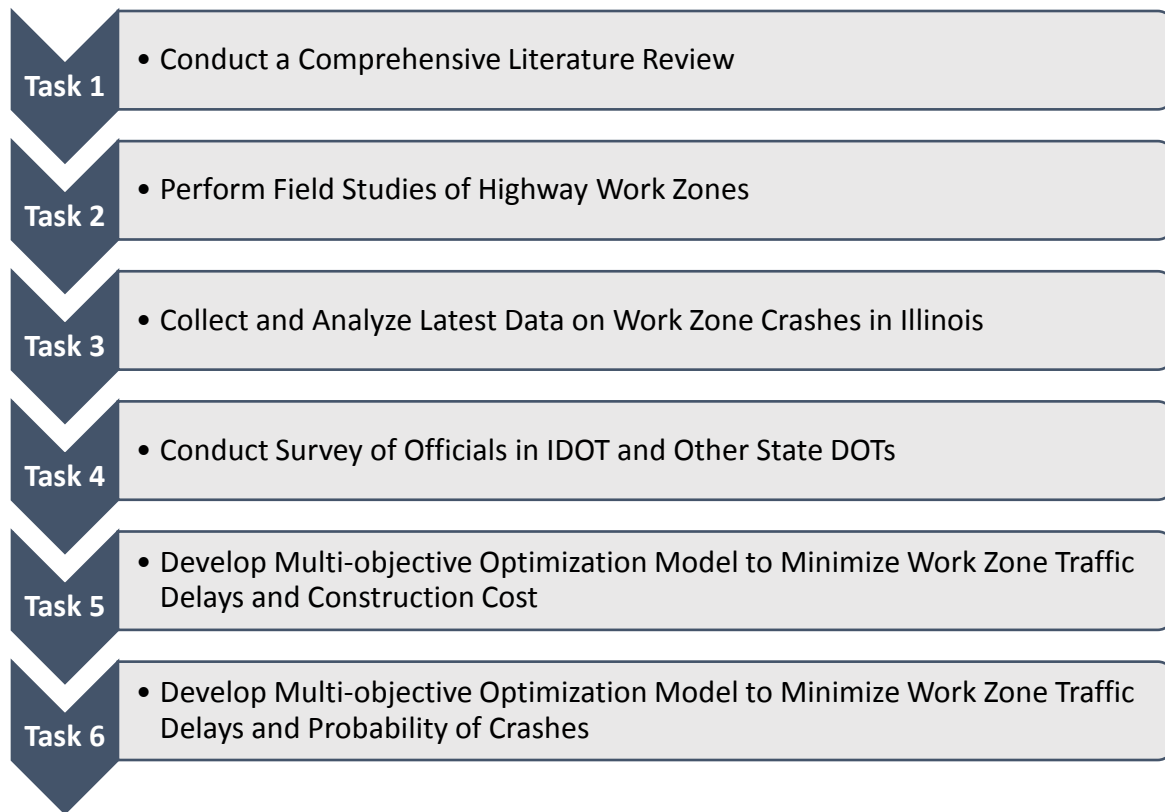 Task 1
• Conduct a Comprehensive Literature Review
Task 2
• Perform Field Studies of Highway Work Zones
Task 3
• Collect and Analyze Latest Data on Work Zone Crashes in Illinois
Task 4
• Conduct Survey of Officials in IDOT and Other State DOTs
Task 5
• Develop Multi-objective Optimization Model to Minimize Work Zone Traffic
Delays and Construction Cost
Task 6
• Develop Multi-objective Optimization Model to Minimize Work Zone Traffic
Delays and Probability of Crashes